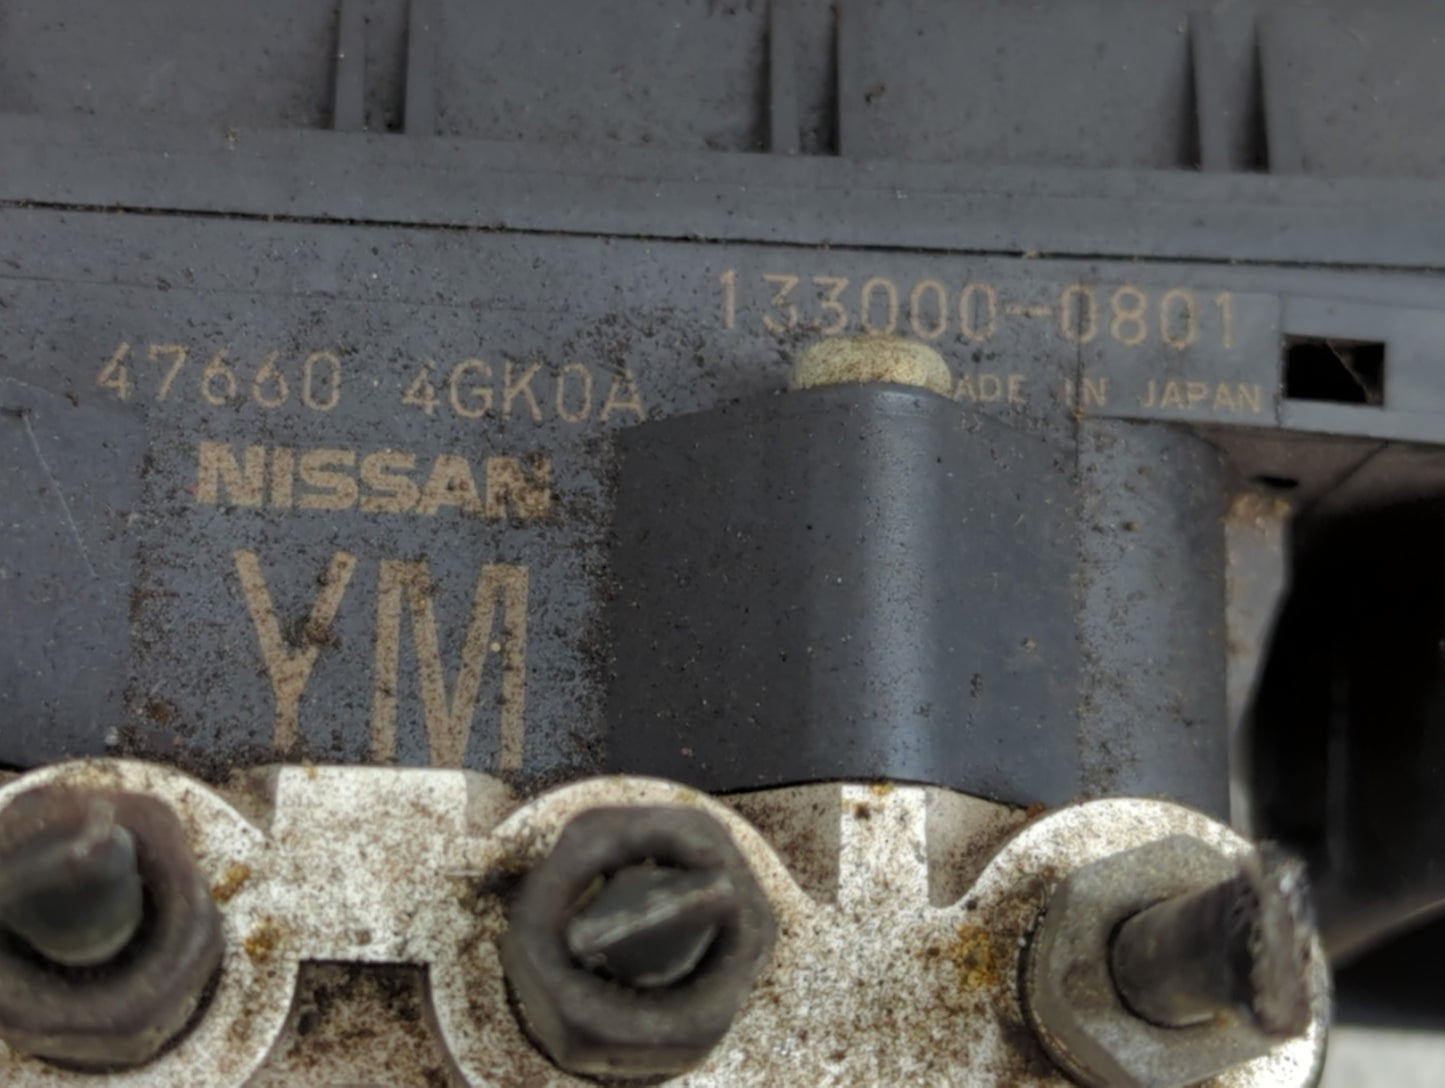 133000-0801
47660 4GK0A
ADE IN JAPAN
NISSAN
YM